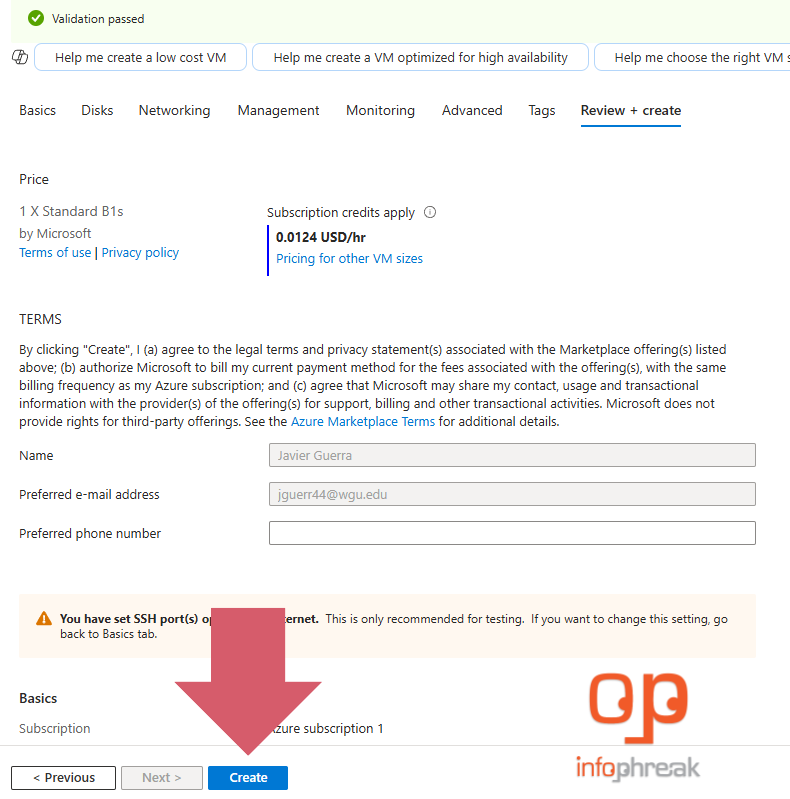 Validation passed
Help me create a low cost VM
Help me create a VM optimized for high availability
Help me choose the right VM s
Basics Disks Networking Management Monitoring Advanced Tags Review + create
Price
1 X Standard B1s
by Microsoft
Terms of use | Privacy policy
Subscription credits apply
0.0124 USD/hr
Pricing for other VM sizes
TERMS
By clicking "Create", I (a) agree to the legal terms and privacy statement(s) associated with the Marketplace offering(s) listed
above; (b) authorize Microsoft to bill my current payment method for the fees associated with the offering(s), with the same
billing frequency as my Azure subscription; and (c) agree that Microsoft may share my contact, usage and transactional
information with the provider(s) of the offering(s) for support, billing and other transactional activities. Microsoft does not
provide rights for third-party offerings. See the Azure Marketplace Terms for additional details.
Name
Javier Guerra
Preferred e-mail address
jguerr44@wgu.edu
Preferred phone number
You have set SSH port(s) ernet. This is only recommended for testing. If you want to change this setting, go
back to Basics tab.
Basics
Subscription
Azure subscription 1
infophreak
< Previous
Next >
Create